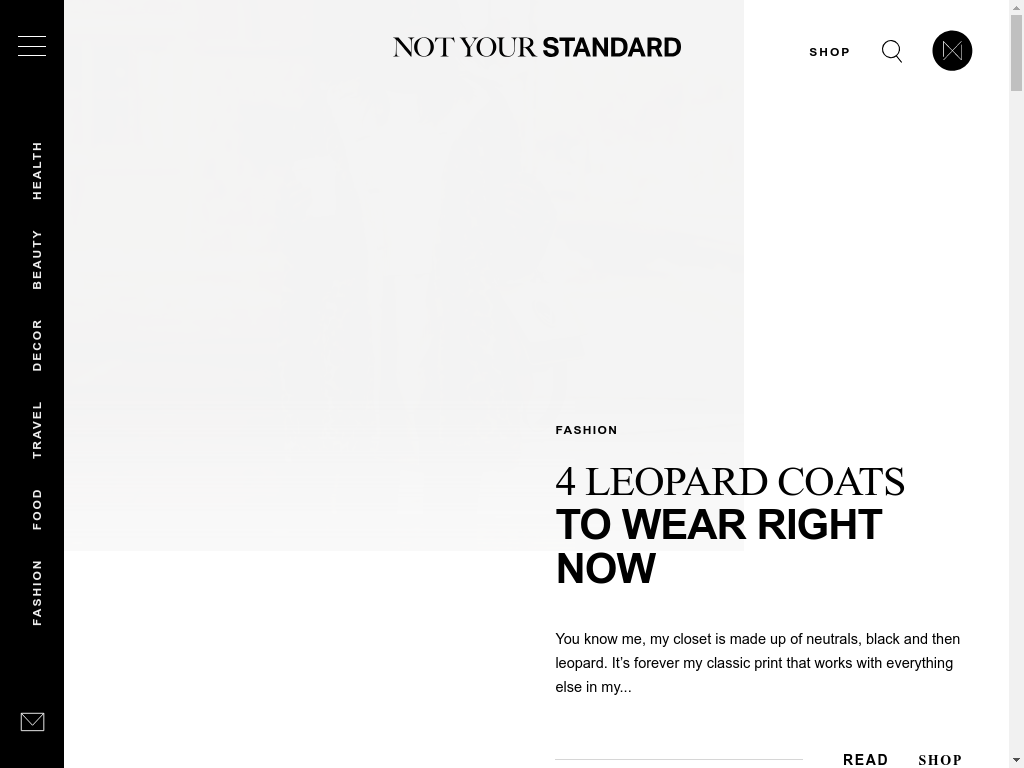 NOT YOUR STANDARD
SHOP
HEALTH
BEAUTY
DECOR
TRAVEL
FOOD
FASHION
FASHION
4 LEOPARD COATS
TO WEAR RIGHT
NOW
You know me, my closet is made up of neutrals, black and then
leopard. It’s forever my classic print that works with everything
else in my...
READ
SHOP